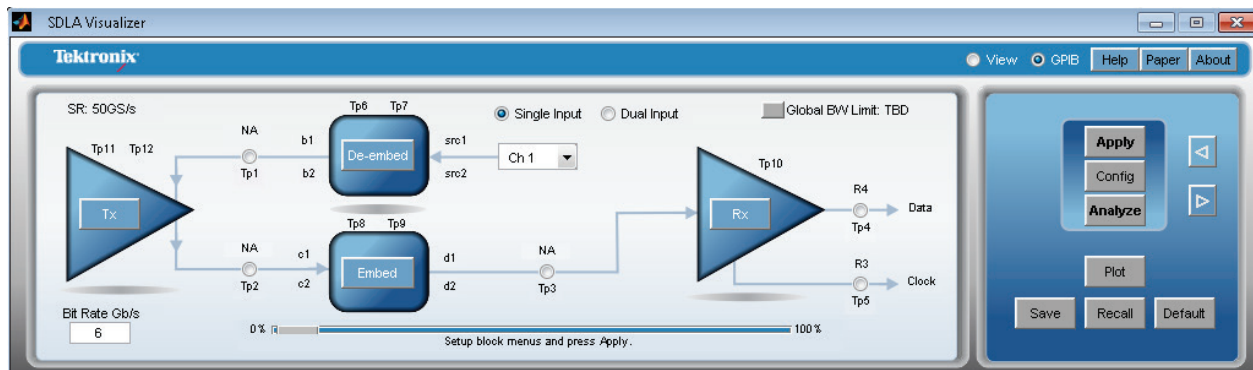 SDLA Visualizer
Tektronix
View GPIB Help Paper About
SR: 50GS/s
Tp6 Tp7
Single Input Dual Input
Global BW Limit: TBD
NA
b1
De-embed
src1
Ch 1
Tp11 Tp12
Tp1
b2
src2
Tp10
Apply
Tx
Rx
R4
Data
Config
Tp4
Analyze
Tp8 Tp9
NA
c1
Embed
d1
NA
R3
Clock
Tp2
c2
d2
Tp3
Tp5
Plot
Bit Rate Gb/s
6
0%
100%
Setup block menus and press Apply.
Save Recall Default